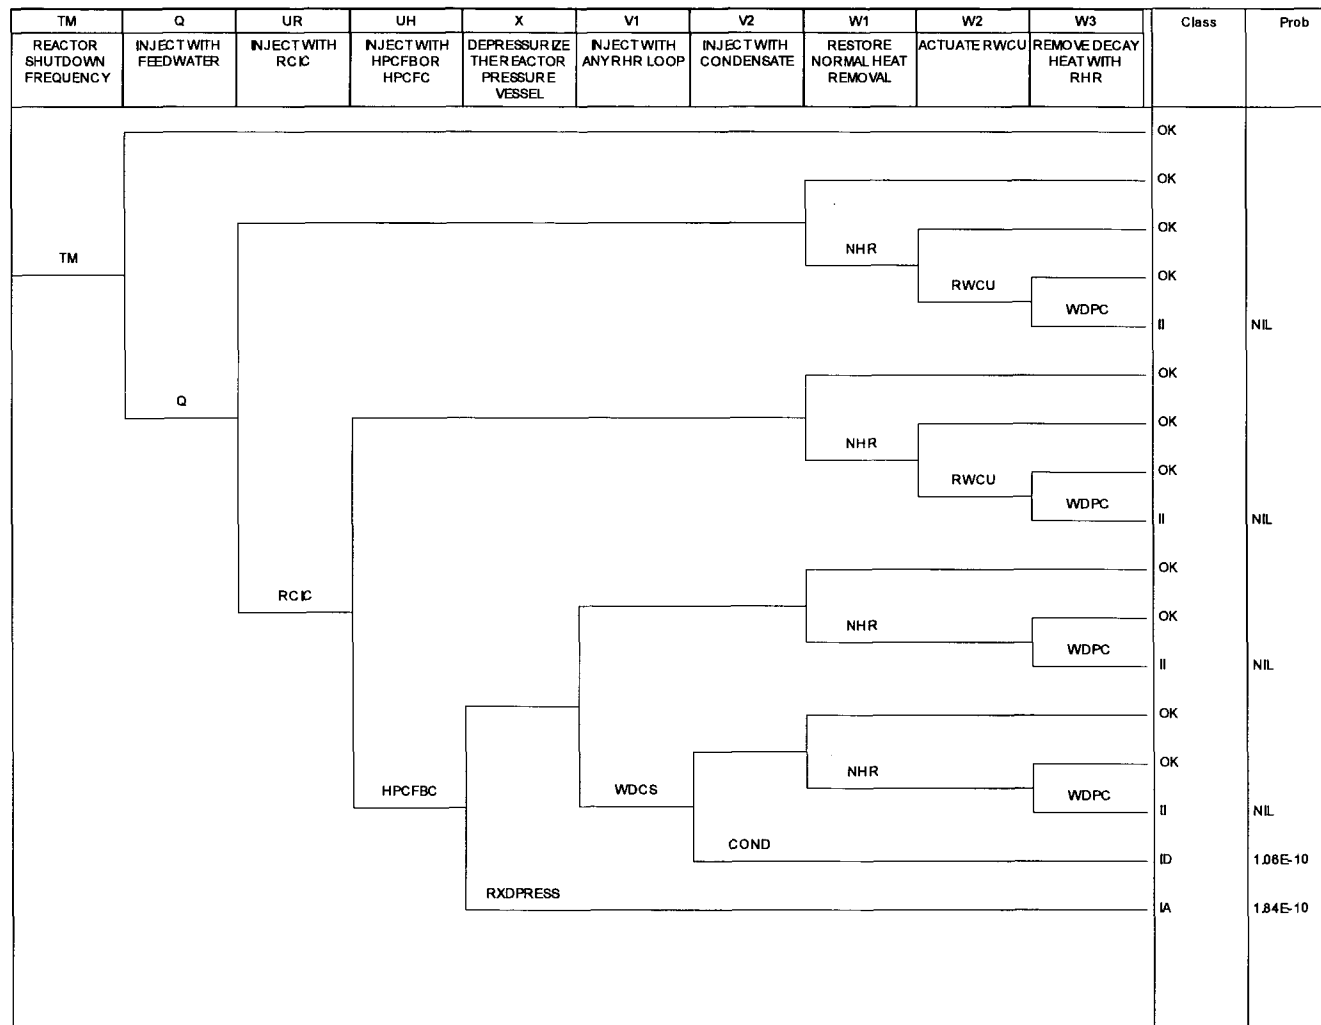 TM Q UR UH X V1 V2 W1 W2 W3 Class Prob
REACTOR SHUTDOWN FREQUENCY
INJECT WITH FEEDWATER
INJECT WITH RCIC
INJECT WITH HPCFBOR HPCFC
DEPRESSURIZE THE REACTOR PRESSURE VESSEL
INJECT WITH ANY RHR LOOP
INJECT WITH CONDENSATE
RESTORE NORMAL HEAT REMOVAL
ACTUATE RWCU
REMOVE DECAY HEAT WITH RHR
OK
OK
OK
NHR
TM
OK
RWCU
WDPC
II NIL
OK
Q
OK
NHR
OK
RWCU
WDPC
II NIL
OK
RCIC
OK
NHR
WDPC
II NIL
OK
OK
NHR
HPCFBC
WDCS
WDPC
II NIL
COND
ID 1.06E-10
RXDPRESS
IA 1.84E-10